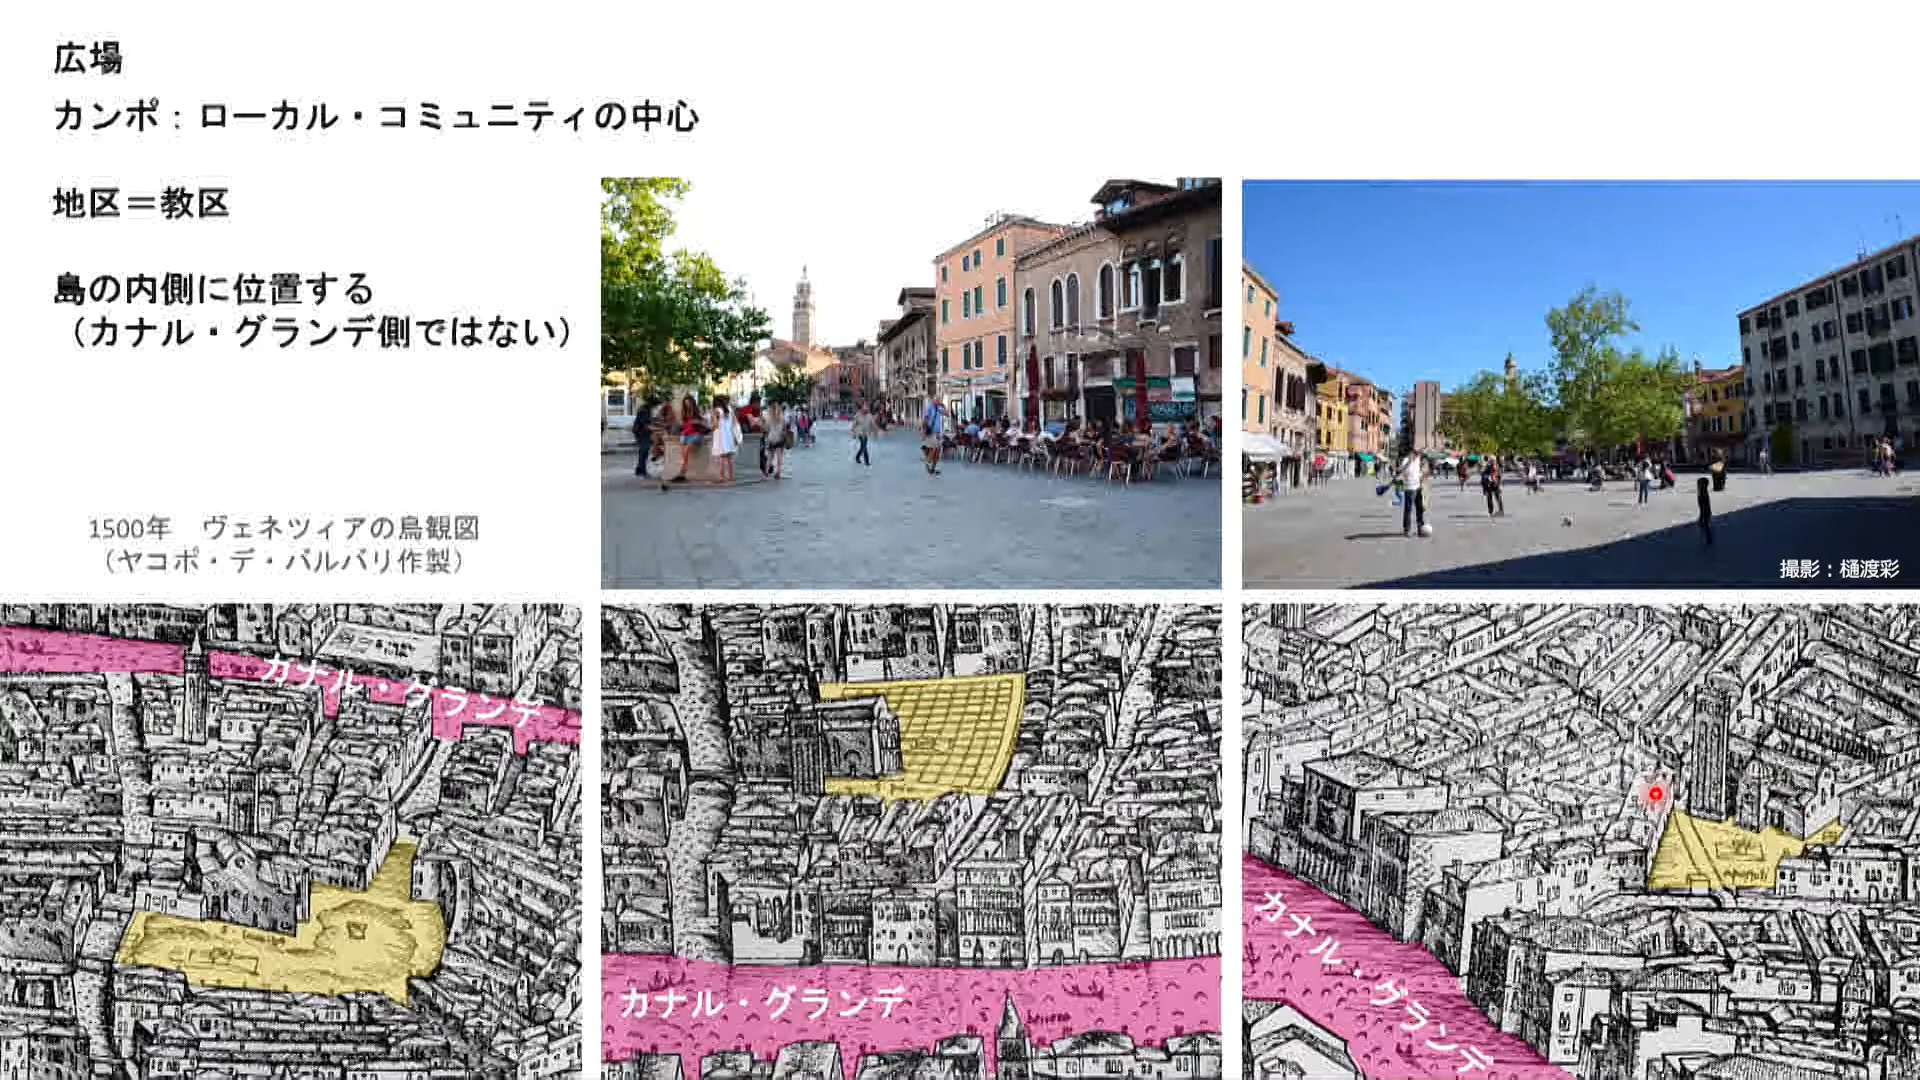 広場
カンポ：ローカル・コミュニティの中心
地区＝教区
島の内側に位置する
（カナル・グランデ側ではない）
1500年　ヴェネツィアの鳥観図
（ヤコポ・デ・バルバリ作製）
撮影：樋渡彩
カナル・グランデ
カナル・グランデ
カナル・グランデ